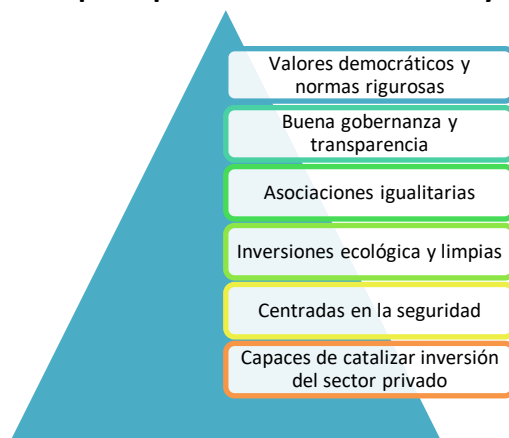 Valores democráticos y
normas rigurosas
Buena gobernanza y
transparencia
Asociaciones igualitarias
Inversiones ecológica y limpias
Centradas en la seguridad
Capaces de catalizar inversión
del sector privado